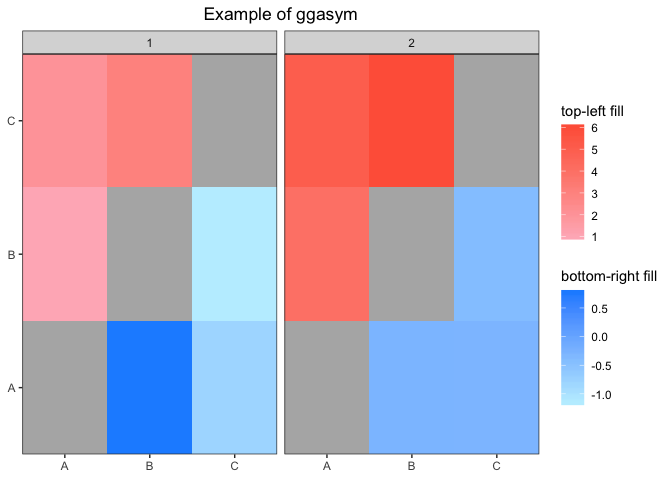 Example of ggasym
1
2
C
B
A
A
B
C
A
B
C
top-left fill
6
5
4
3
2
1
bottom-right fill
0.5
0.0
-0.5
-1.0